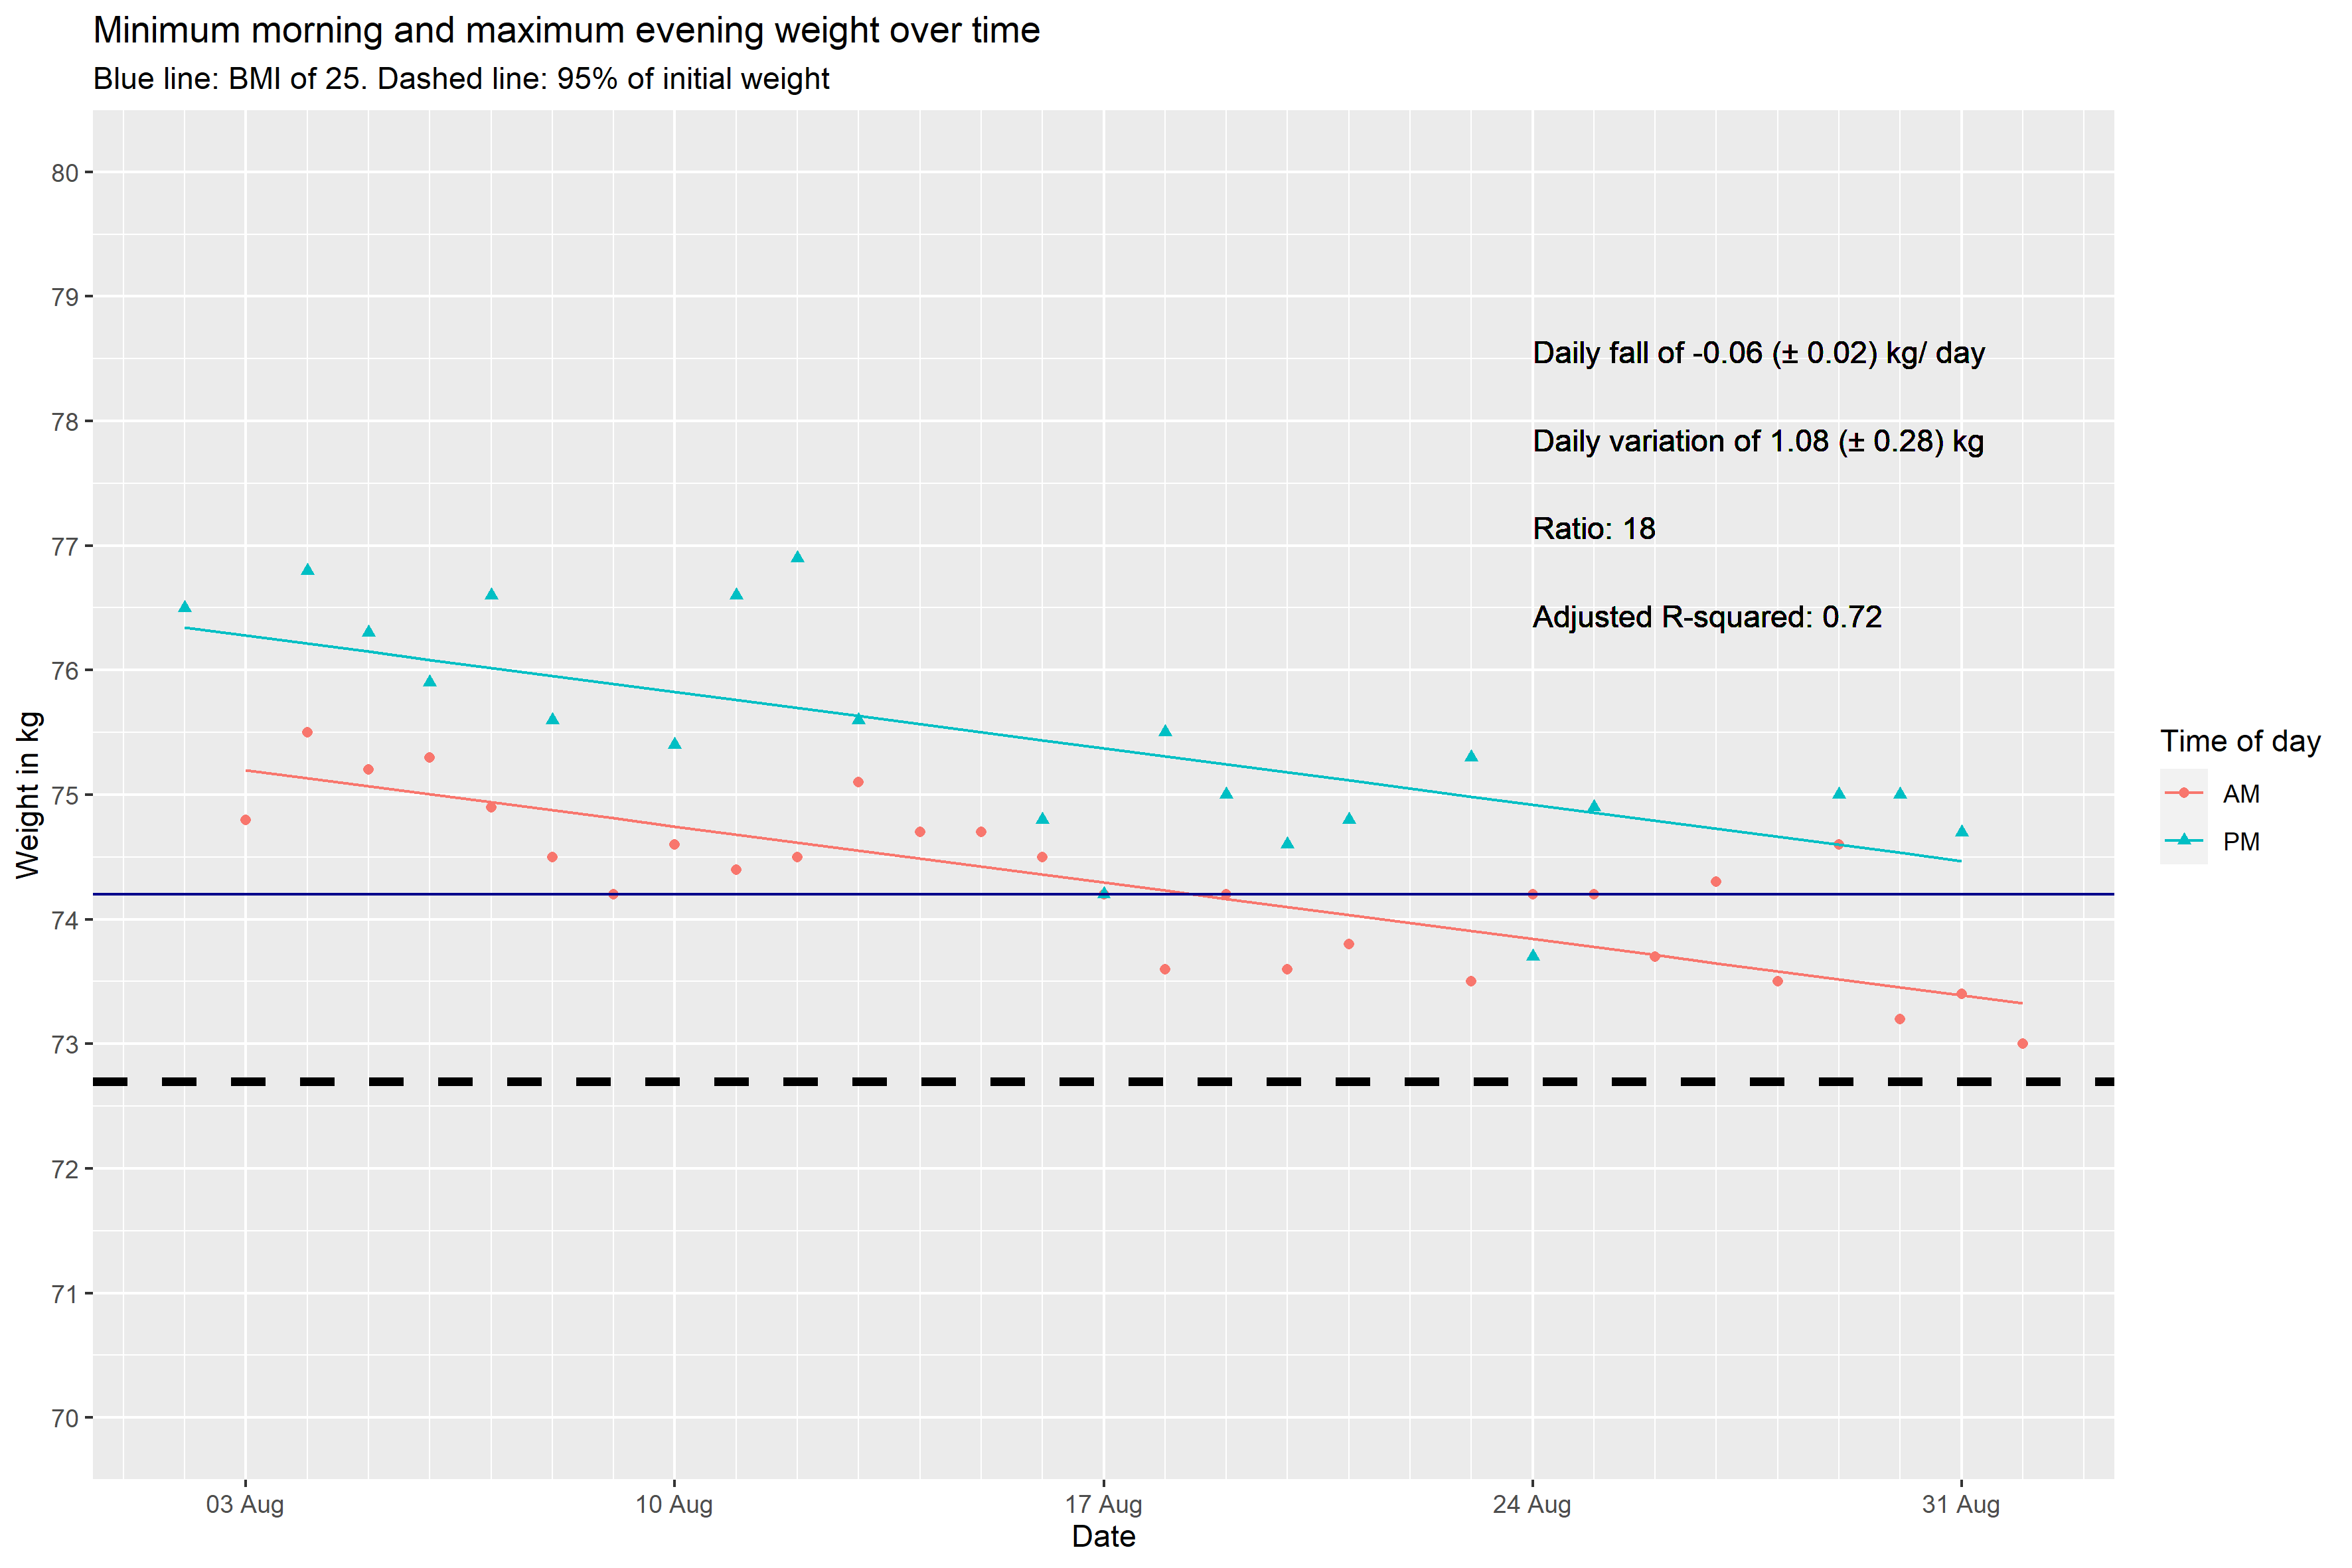 Minimum morning and maximum evening weight over time
Blue line: BMI of 25. Dashed line: 95% of initial weight
80
79
78
77
76
75
74
73
72
71
70
Weight in kg
Daily fall of -0.06 (± 0.02) kg/ day
Daily variation of 1.08 (± 0.28) kg
Ratio: 18
Adjusted R-squared: 0.72
Time of day
AM
PM
03 Aug
10 Aug
17 Aug
24 Aug
31 Aug
Date